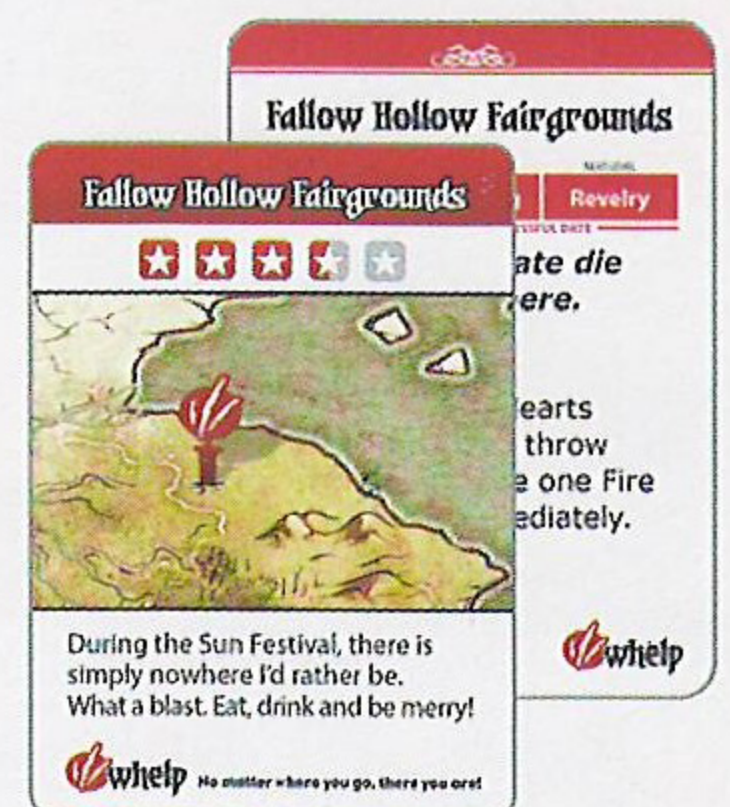 Fallow Hollow Fairgrounds
During the Sun Festival, there is
simply nowhere I'd rather be.
What a blast. Eat, drink and be merry!
whelp No matter where you go, there you are!
Fallow Hollow Fairgrounds
Revelry
ate die
ere.
earts
throw
e one Fire
ediately.
whelp